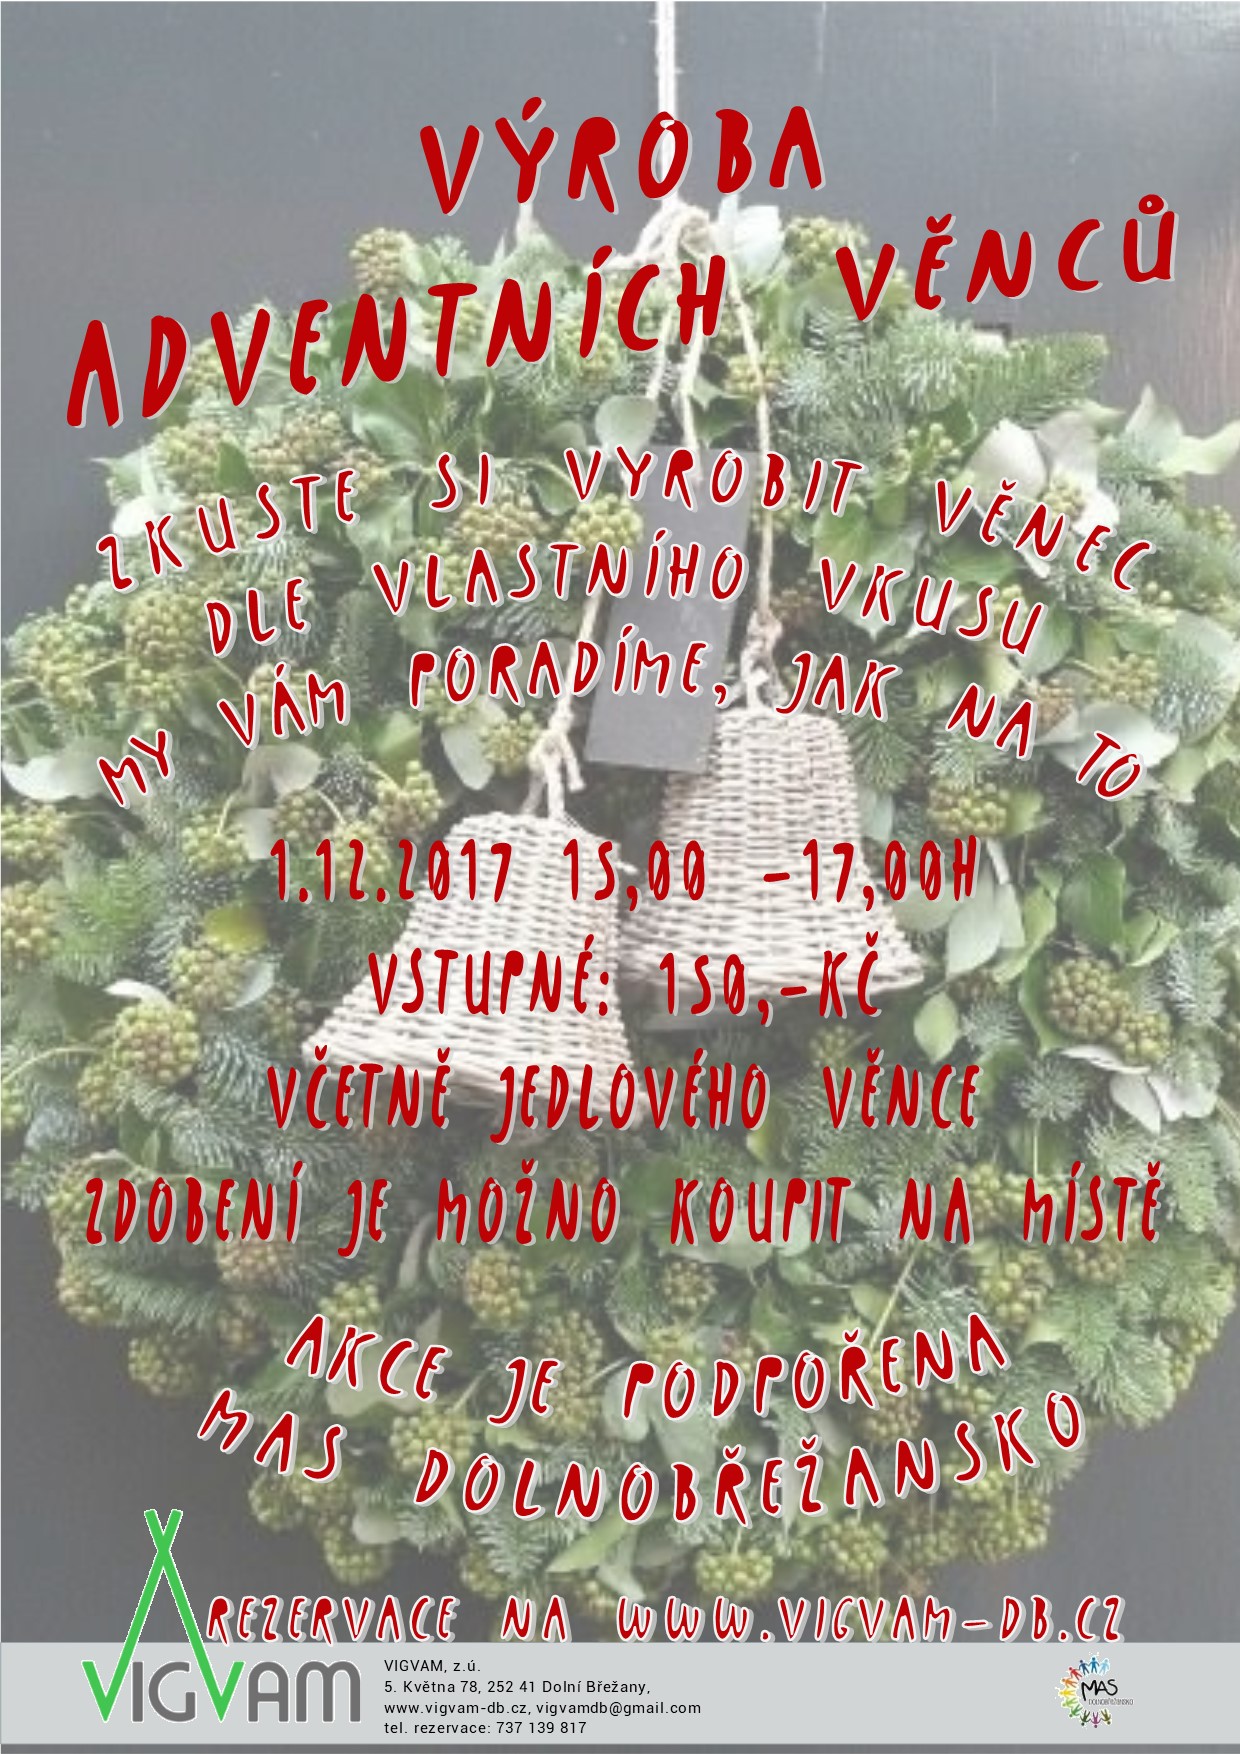 VÝROBA
ADVENTNÍCH VĚNCŮ
ZKUSTE SI VYROBIT VĚNEC
DLE VLASTNÍHO VKUSU
MY VÁM PORADÍME, JAK NA TO
1.12.2017 15,00 -17,00H
VSTUPNÉ: 150,-KČ
VČETNĚ JEDLOVÉHO VĚNCE
ZDOBENÍ JE MOŽNO KOUPIT NA MÍSTĚ
AKCE JE PODPOŘENA
MAS DOLNOBŘEŽANSKO
REZERVACE NA WWW.VIGVAM-DB.CZ
VIGVAM
VIGVAM, z.ú.
5. Května 78, 252 41 Dolní Břežany,
www.vigvam-db.cz, vigvamdb@gmail.com
tel. rezervace: 737 139 817
MAS
DOLNOBŘEŽANSKO